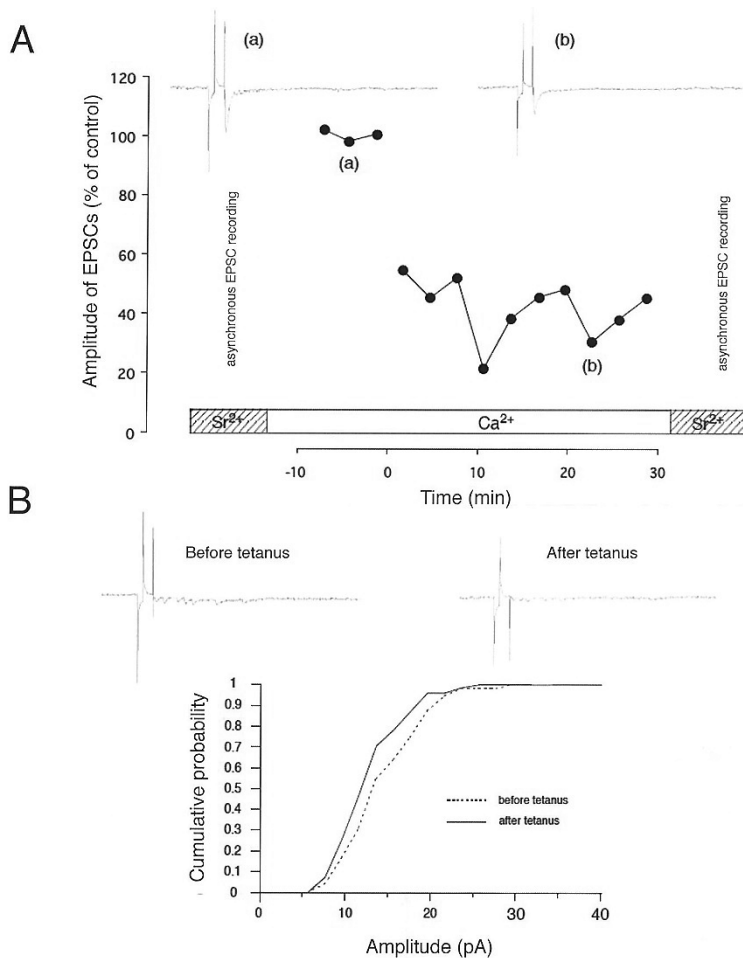 A
(a)
(b)
120
100
80
60
40
20
0
Amplitude of EPSCs (% of control)
(a)
(b)
asynchronous EPSC recording
asynchronous EPSC recording
Sr2+
Ca2+
Sr2+
-10
0
10
20
30
Time (min)
B
Before tetanus
After tetanus
1
0.9
0.8
0.7
0.6
0.5
0.4
0.3
0.2
0.1
0
Cumulative probability
before tetanus
after tetanus
0
10
20
30
40
Amplitude (pA)